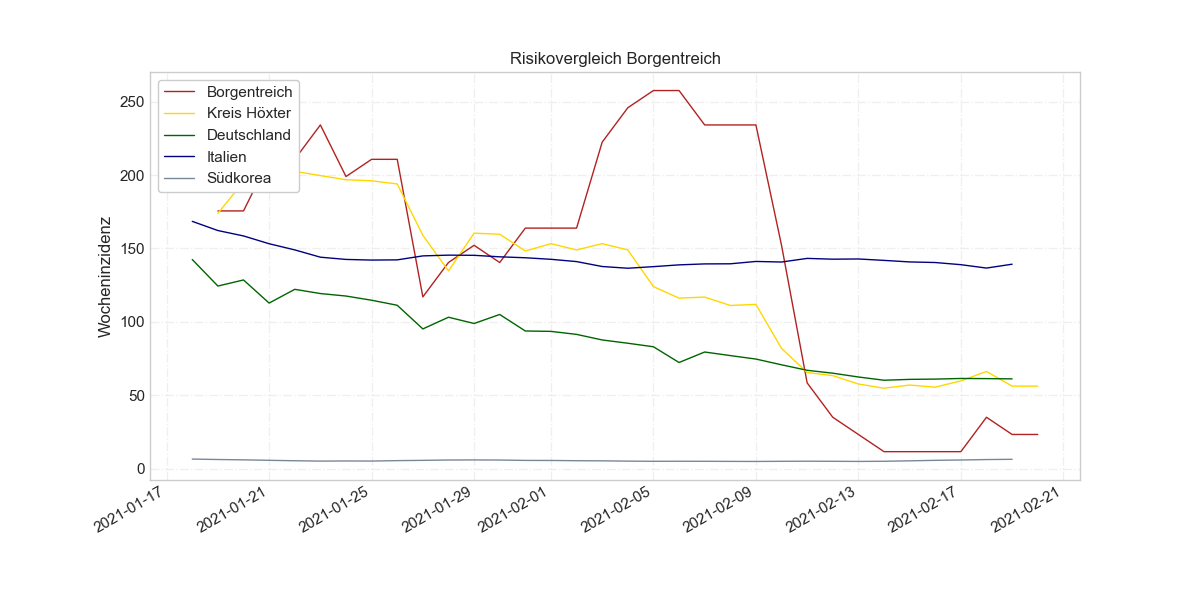 Risikovergleich Borgentreich
Wocheninzidenz
250
200
150
100
50
0
Borgentreich
Kreis Höxter
Deutschland
Italien
Südkorea
2021-01-17
2021-01-21
2021-01-25
2021-01-29
2021-02-01
2021-02-05
2021-02-09
2021-02-13
2021-02-17
2021-02-21